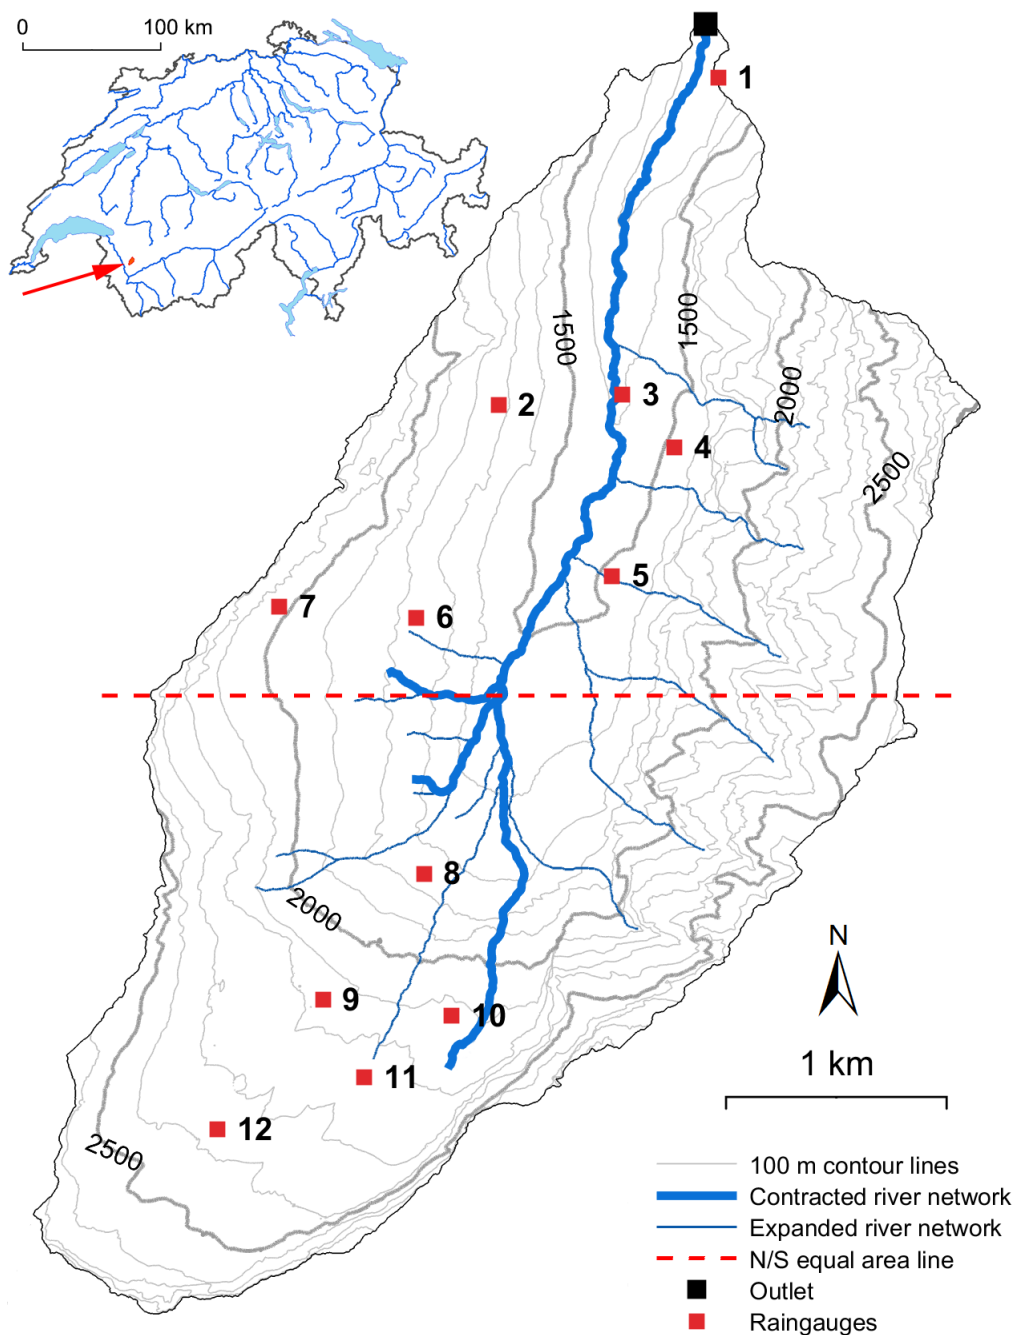 0 100 km
1
1500
1500
2000
2
3
4
2500
5
7
6
8
2000
N
9
10
1 km
11
12
2500
100 m contour lines
Contracted river network
Expanded river network
N/S equal area line
Outlet
Raingauges